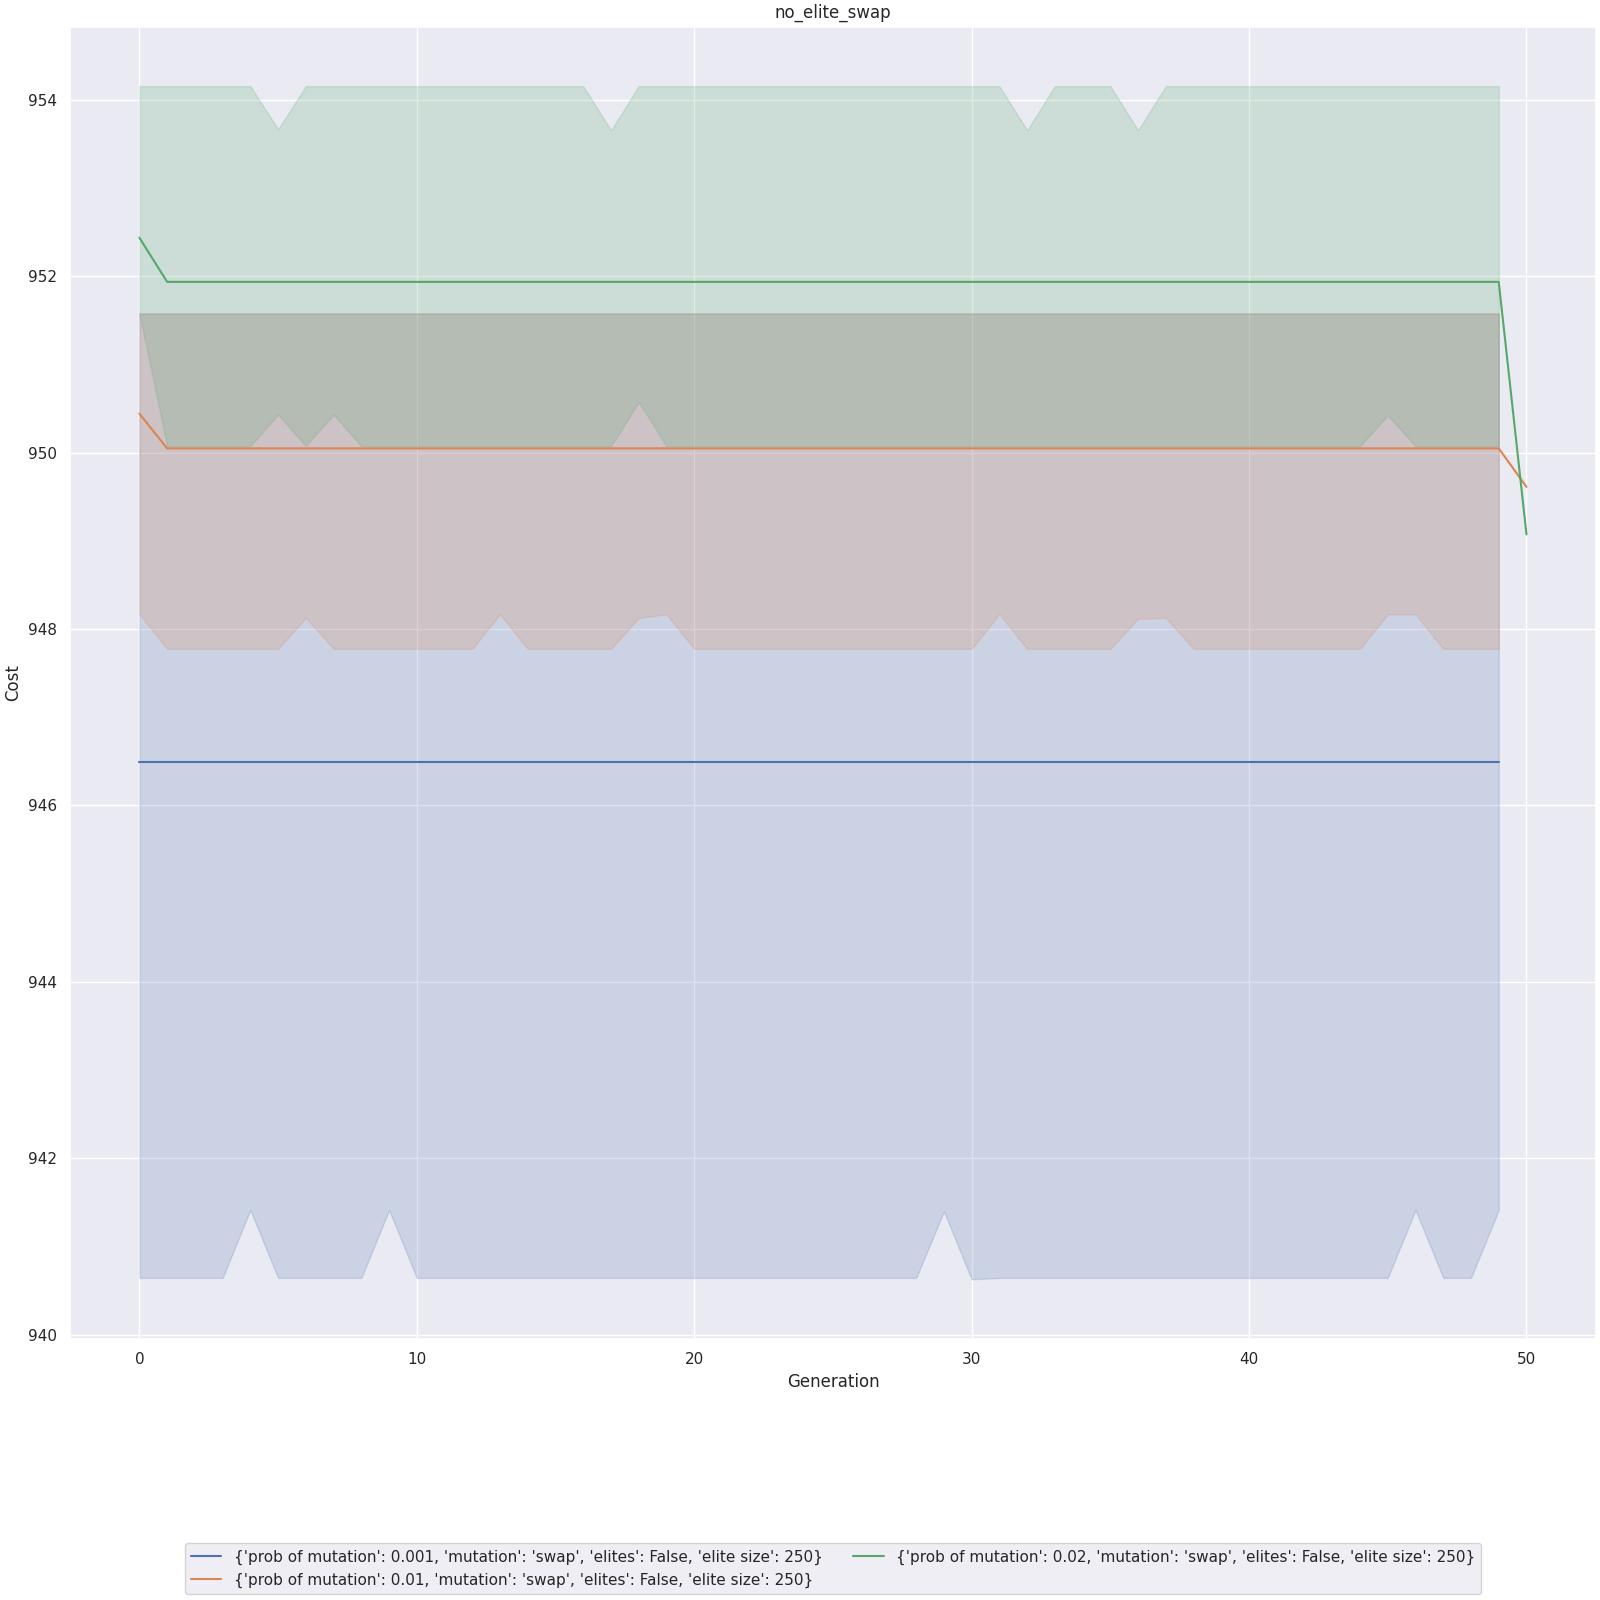 no_elite_swap
954
952
950
948
946
944
942
940
Cost
0 10 20 30 40 50
Generation
{'prob of mutation': 0.001, 'mutation': 'swap', 'elites': False, 'elite size': 250}
{'prob of mutation': 0.01, 'mutation': 'swap', 'elites': False, 'elite size': 250}
{'prob of mutation': 0.02, 'mutation': 'swap', 'elites': False, 'elite size': 250}